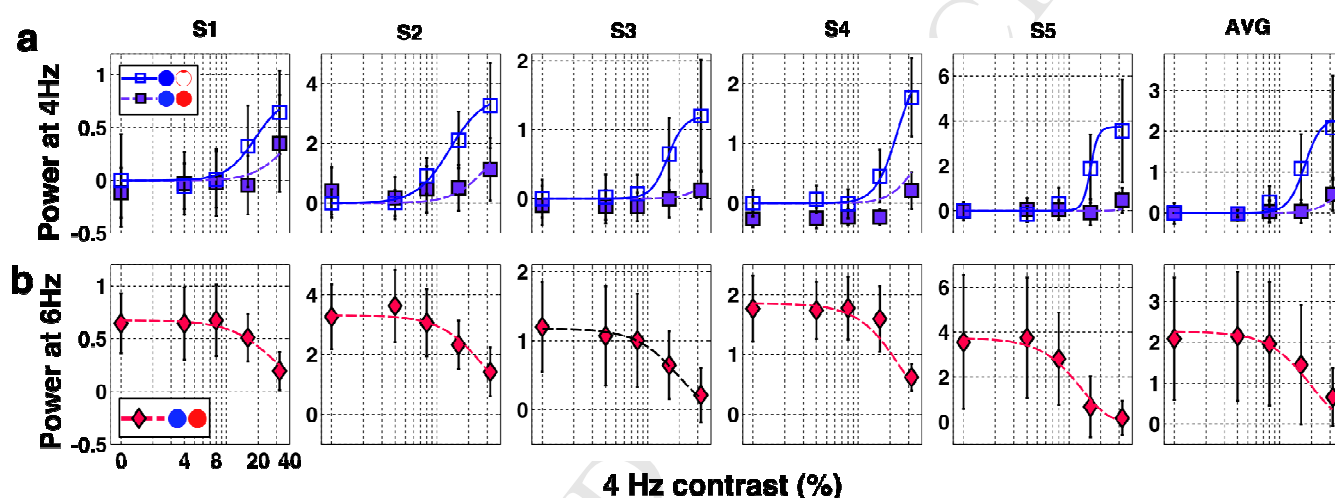 a
S1 S2 S3 S4 S5 AVG
Power at 4Hz
1 0.5 0 -0.5
4 2 0
2 1 0
2 1 0
6 4 2 0
3 2 1 0
b
Power at 6Hz
1 0.5 0 -0.5
4 2 0
2 1 0
2 1 0
6 4 2 0
3 2 1 0
0 4 8 20 40
4 Hz contrast (%)